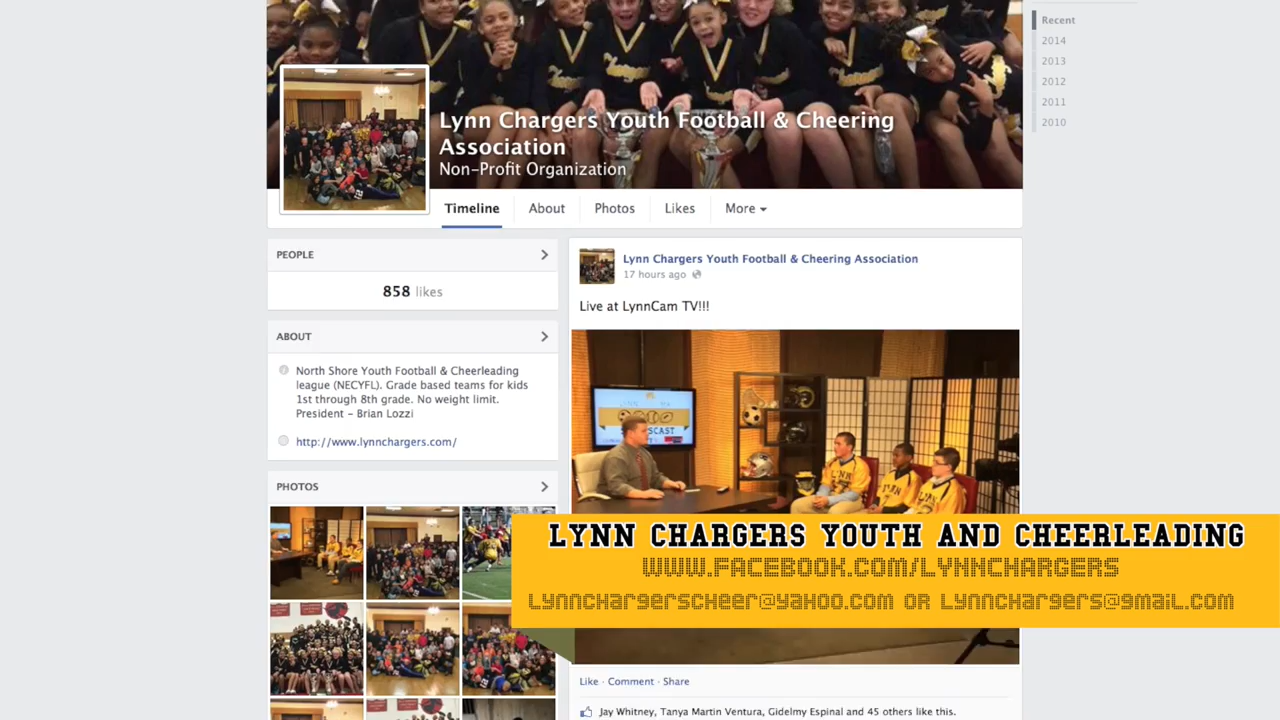 Recent
2014
2013
2012
2011
2010
Lynn Chargers Youth Football & Cheering
Association
Non-Profit Organization
Timeline About Photos Likes More
PEOPLE
858 likes
ABOUT
North Shore Youth Football & Cheerleading
league (NECYFL). Grade based teams for kids
1st through 8th grade. No weight limit.
President - Brian Lozzi
http://www.lynnchargers.com/
PHOTOS
Lynn Chargers Youth Football & Cheering Association
17 hours ago
Live at LynnCam TV!!!
LYNN
LYNN
LYNN CHARGERS YOUTH AND CHEERLEADING
WWW.FACEBOOK.COM/LYNNCHARGERS
Lynnchargerscheer@yahoo.com OR Lynnchargers@gmail.com
Like · Comment · Share
Jay Whitney, Tanya Martin Ventura, Gidelmy Espinal and 45 others like this.